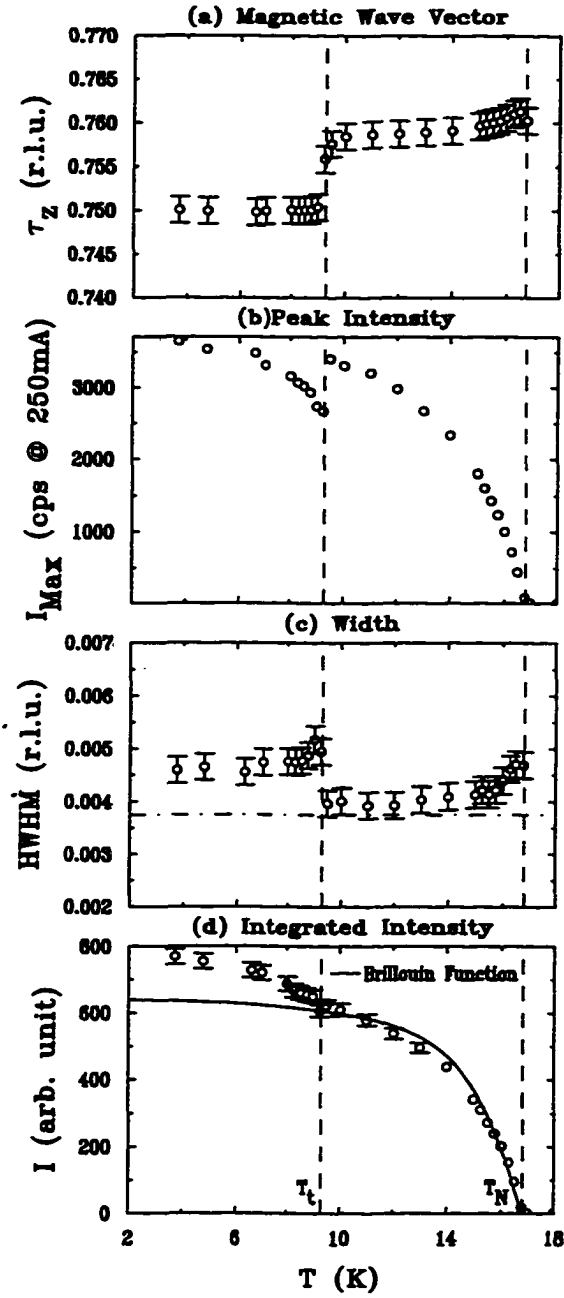 (a) Magnetic Wave Vector
0.770
0.765
0.760
0.755
0.750
0.745
0.740
τZ (r.l.u.)
(b)Peak Intensity
3000
2000
1000
IMax (cps @ 250mA)
(c) Width
0.007
0.006
0.005
0.004
0.003
0.002
HWHM (r.l.u.)
(d) Integrated Intensity
Brillouin Function
800
600
400
200
0
I (arb. unit)
Tt
TN
2 6 10 14 18
T (K)